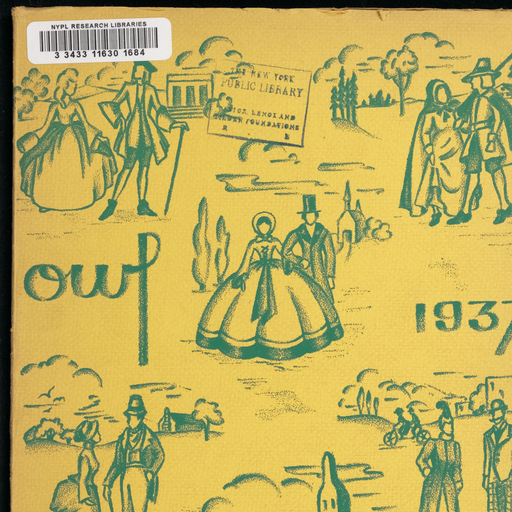 NYPL RESEARCH LIBRARIES
3 3433 11630 1684
THE NEW YORK
PUBLIC LIBRARY
ASTOR, LENOX AND
TILDEN FOUNDATIONS
R L
owl
1937